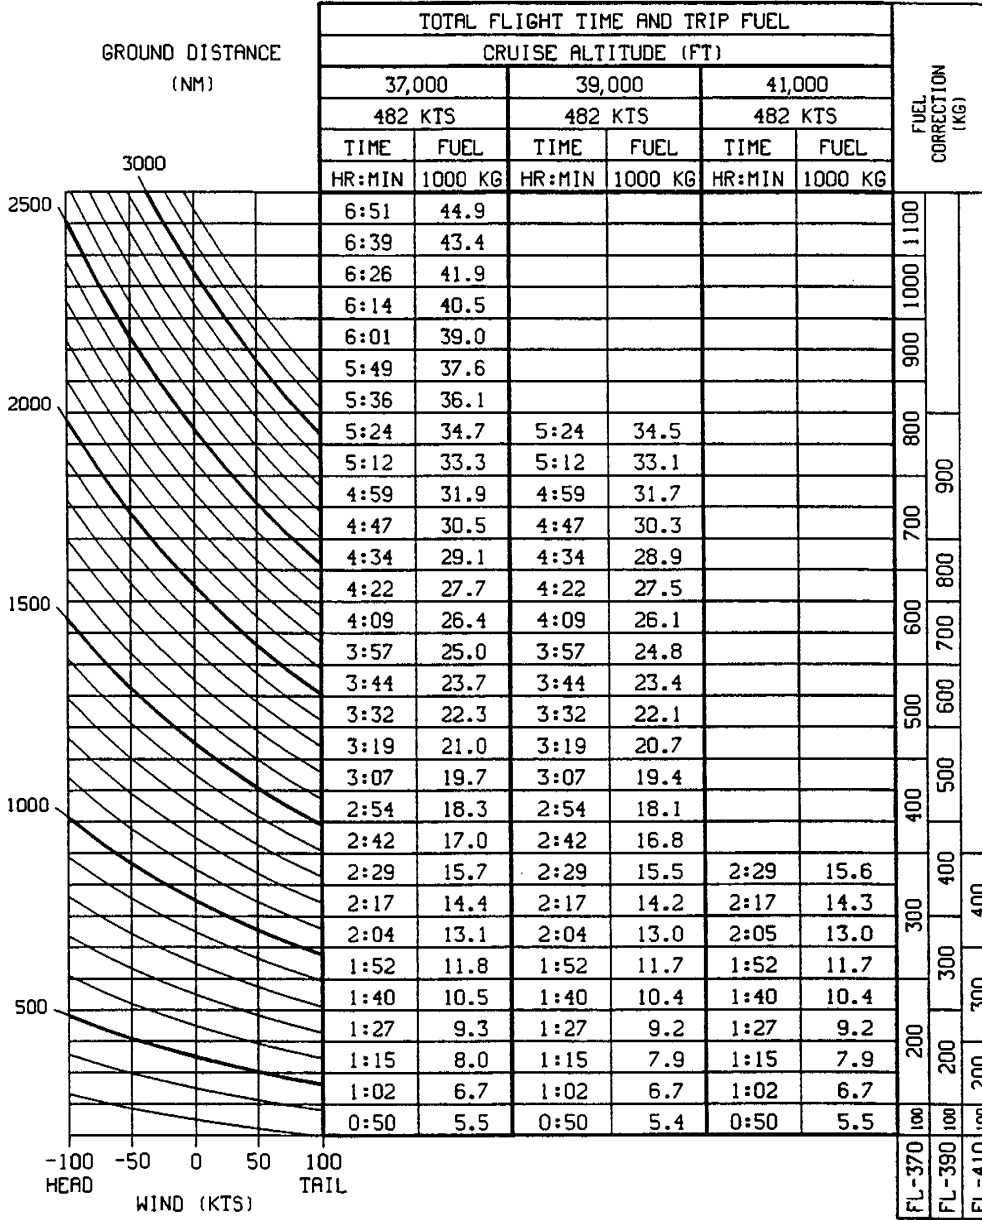 TOTAL FLIGHT TIME AND TRIP FUEL
GROUND DISTANCE
(NM)
CRUISE ALTITUDE (FT)
37,000 39,000 41,000
482 KTS 482 KTS 482 KTS
TIME FUEL TIME FUEL TIME FUEL
HR:MIN 1000 KG HR:MIN 1000 KG HR:MIN 1000 KG
FUEL
CORRECTION
(KG)
3000
2500
2000
1500
1000
500
6:51 44.9
6:39 43.4
6:26 41.9
6:14 40.5
6:01 39.0
5:49 37.6
5:36 36.1
5:24 34.7 5:24 34.5
5:12 33.3 5:12 33.1
4:59 31.9 4:59 31.7
4:47 30.5 4:47 30.3
4:34 29.1 4:34 28.9
4:22 27.7 4:22 27.5
4:09 26.4 4:09 26.1
3:57 25.0 3:57 24.8
3:44 23.7 3:44 23.4
3:32 22.3 3:32 22.1
3:19 21.0 3:19 20.7
3:07 19.7 3:07 19.4
2:54 18.3 2:54 18.1
2:42 17.0 2:42 16.8
2:29 15.7 2:29 15.5 2:29 15.6
2:17 14.4 2:17 14.2 2:17 14.3
2:04 13.1 2:04 13.0 2:05 13.0
1:52 11.8 1:52 11.7 1:52 11.7
1:40 10.5 1:40 10.4 1:40 10.4
1:27 9.3 1:27 9.2 1:27 9.2
1:15 8.0 1:15 7.9 1:15 7.9
1:02 6.7 1:02 6.7 1:02 6.7
0:50 5.5 0:50 5.4 0:50 5.5
FL-370 100 200 300 400 500 600 700 800 900 1000 1100
FL-390 100 200 300 400 500 600 700 800 900
FL-410 100 200 300 400
-100 -50 0 50 100
HEAD TAIL
WIND (KTS)